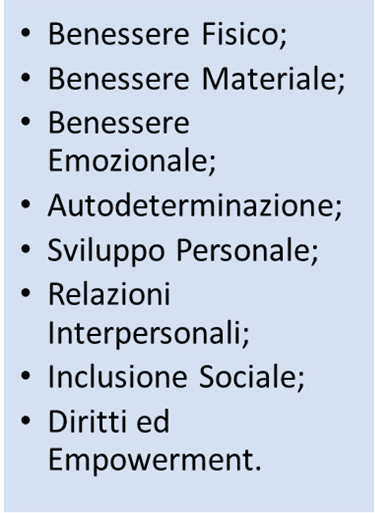 • Benessere Fisico;
• Benessere Materiale;
• Benessere
Emozionale;
• Autodeterminazione;
• Sviluppo Personale;
• Relazioni
Interpersonali;
• Inclusione Sociale;
• Diritti ed
Empowerment.